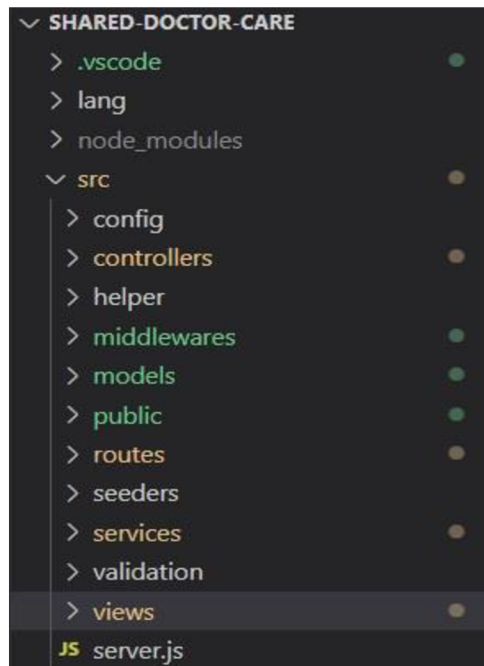 SHARED-DOCTOR-CARE
.vscode
lang
node_modules
src
config
controllers
helper
middlewares
models
public
routes
seeders
services
validation
views
JS server.js